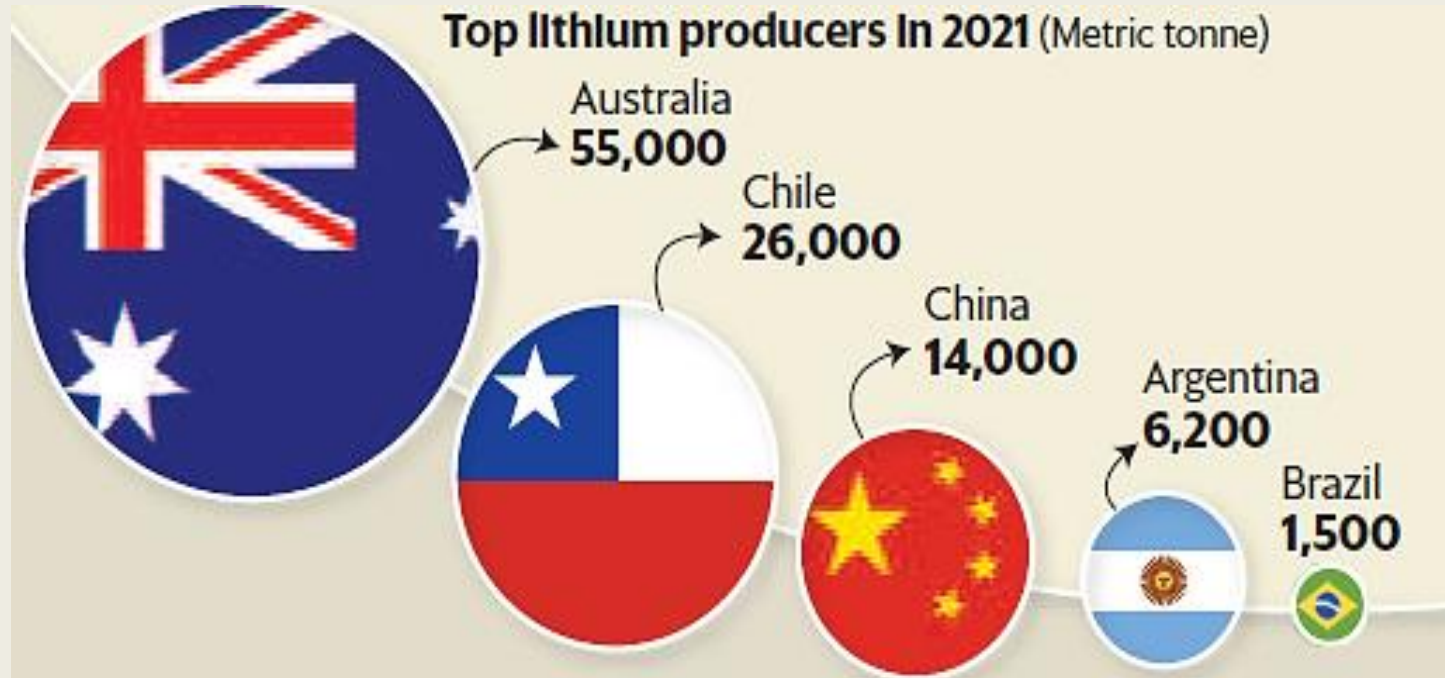 Top lithium producers in 2021 (Metric tonne)
Australia
55,000
Chile
26,000
China
14,000
Argentina
6,200
Brazil
1,500